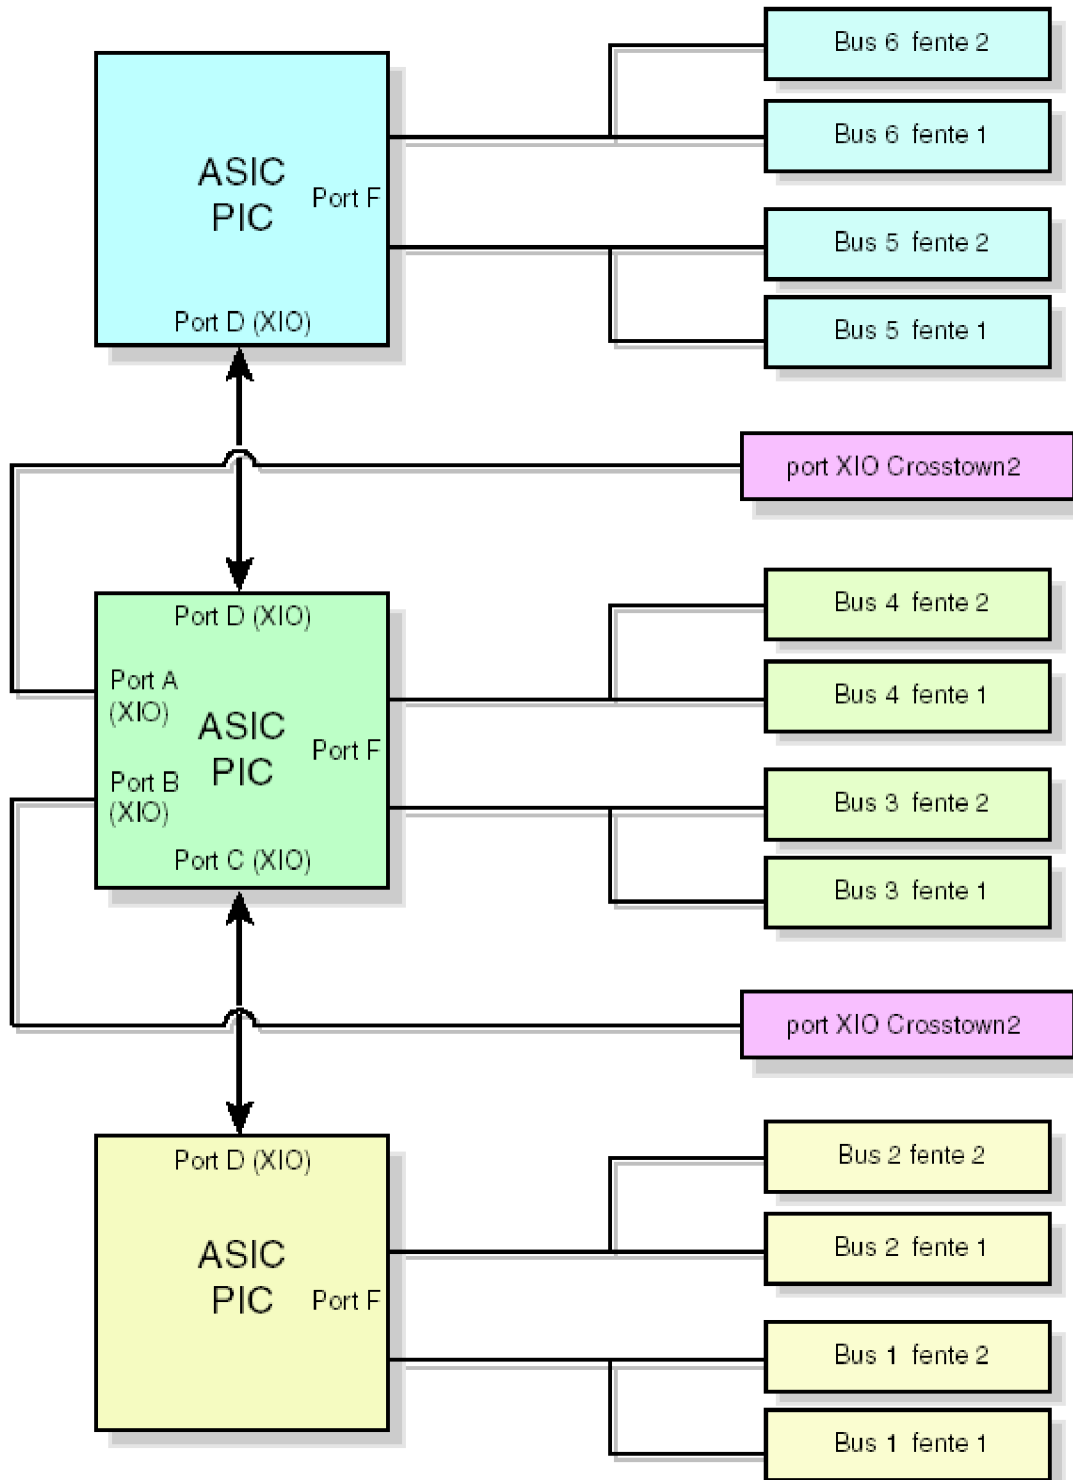 Bus 6 fente 2
Bus 6 fente 1
ASIC
PIC
Port F
Bus 5 fente 2
Bus 5 fente 1
Port D (XIO)
port XIO Crosstown2
Port D (XIO)
Bus 4 fente 2
Port A
(XIO)
Bus 4 fente 1
ASIC
PIC
Port F
Port B
(XIO)
Bus 3 fente 2
Port C (XIO)
Bus 3 fente 1
port XIO Crosstown2
Port D (XIO)
Bus 2 fente 2
ASIC
PIC
Port F
Bus 2 fente 1
Bus 1 fente 2
Bus 1 fente 1